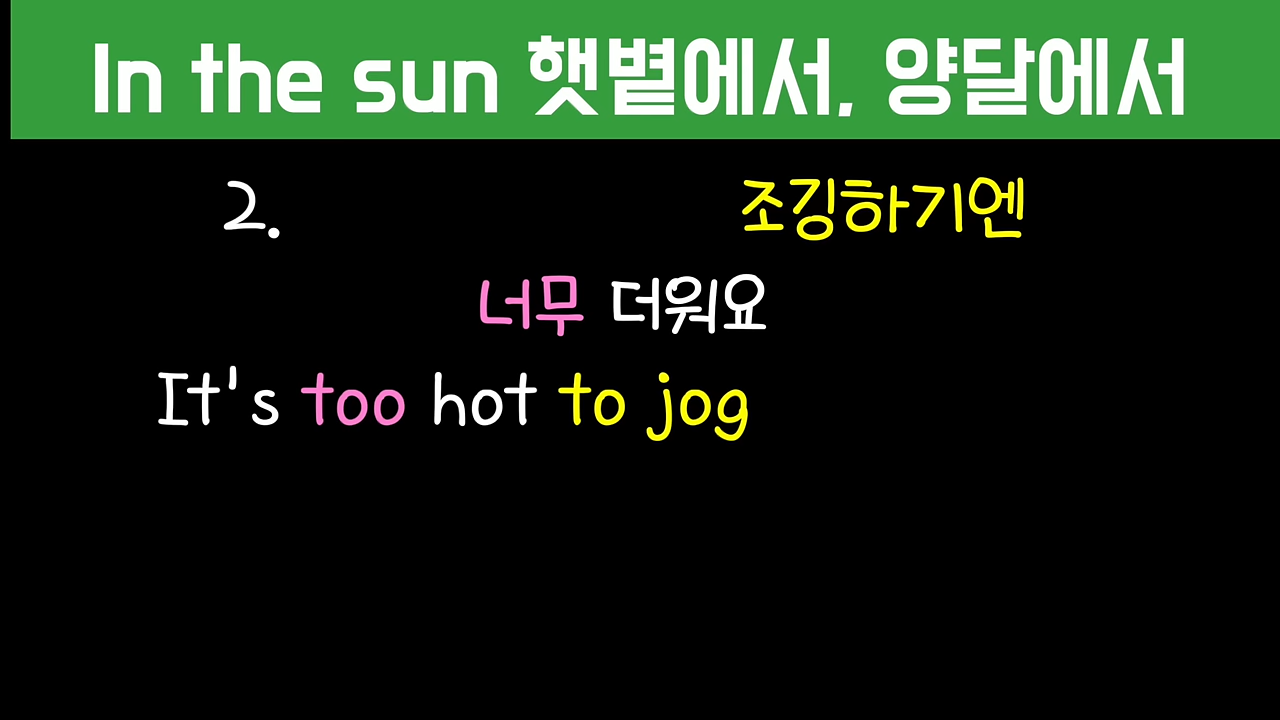 In the sun 햇볕에서, 양달에서
2. 조깅하기엔
너무 더워요
It's too hot to jog